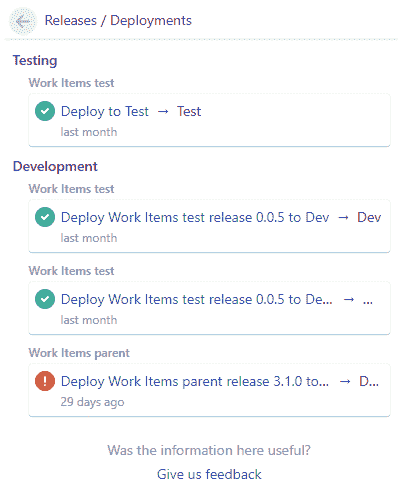 Releases / Deployments
Testing
Work Items test
Deploy to Test → Test
last month
Development
Work Items test
Deploy Work Items test release 0.0.5 to Dev → Dev
last month
Work Items test
Deploy Work Items test release 0.0.5 to De... → ...
last month
Work Items parent
Deploy Work Items parent release 3.1.0 to... → D...
29 days ago
Was the information here useful?
Give us feedback